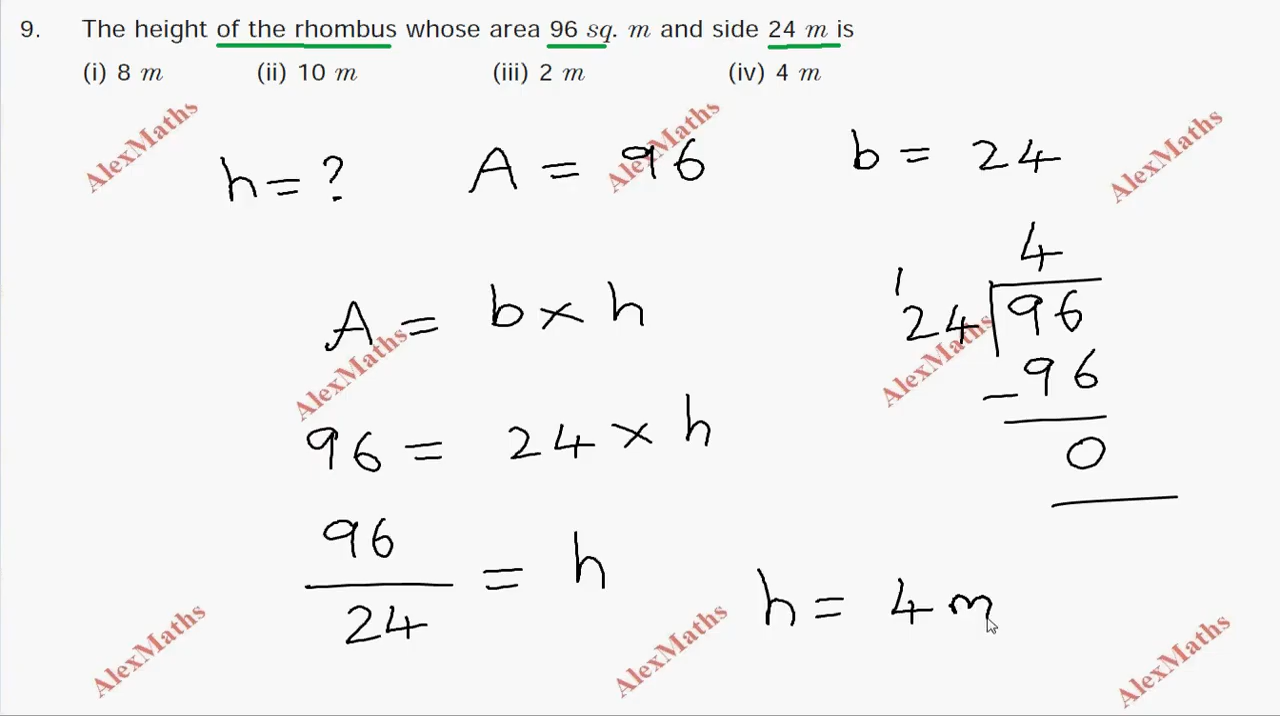 9. The height of the rhombus whose area 96 sq. m and side 24 m is
(i) 8 m (ii) 10 m (iii) 2 m (iv) 4 m
AlexMaths AlexMaths AlexMaths
h = ? A = 96 b = 24
4
1
A = b × h
24 96
AlexMaths AlexMaths
- 96
96 = 24 × h
0
96
— = h
24
h = 4 m
AlexMaths AlexMaths AlexMaths